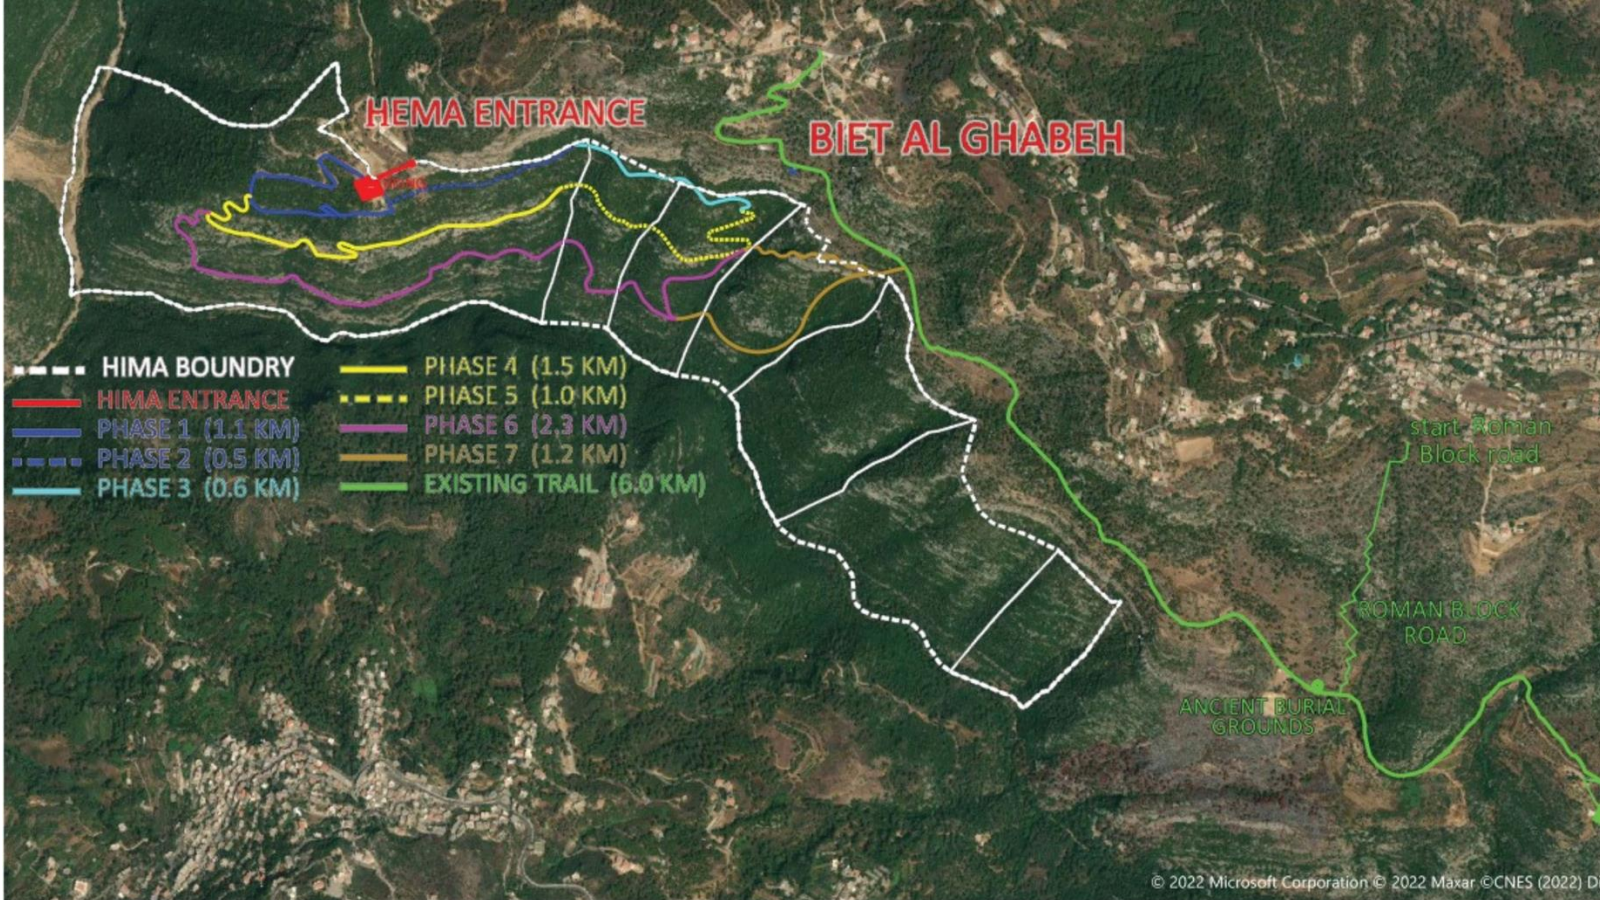 HEMA ENTRANCE
BIET AL GHABEH
HIMA BOUNDRY
HIMA ENTRANCE
PHASE 1 (1.1 KM)
PHASE 2 (0.5 KM)
PHASE 3 (0.6 KM)
PHASE 4 (1.5 KM)
PHASE 5 (1.0 KM)
PHASE 6 (2.3 KM)
PHASE 7 (1.2 KM)
EXISTING TRAIL (6.0 KM)
start Roman
Block road
ROMAN BLOCK
ROAD
ANCIENT BURIAL
GROUNDS
© 2022 Microsoft Corporation © 2022 Maxar ©CNES (2022) Di